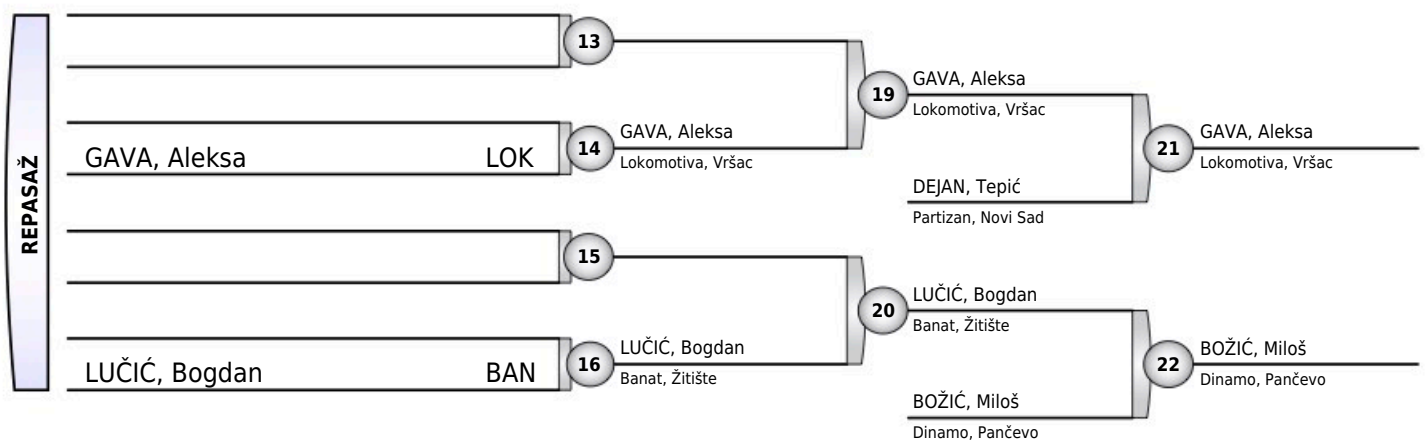 REPASAŽ
13
GAVA, Aleksa LOK
14
GAVA, Aleksa
Lokomotiva, Vršac
19
GAVA, Aleksa
Lokomotiva, Vršac
DEJAN, Tepić
Partizan, Novi Sad
21
GAVA, Aleksa
Lokomotiva, Vršac
15
LUČIĆ, Bogdan BAN
16
LUČIĆ, Bogdan
Banat, Žitište
20
LUČIĆ, Bogdan
Banat, Žitište
BOŽIĆ, Miloš
Dinamo, Pančevo
22
BOŽIĆ, Miloš
Dinamo, Pančevo